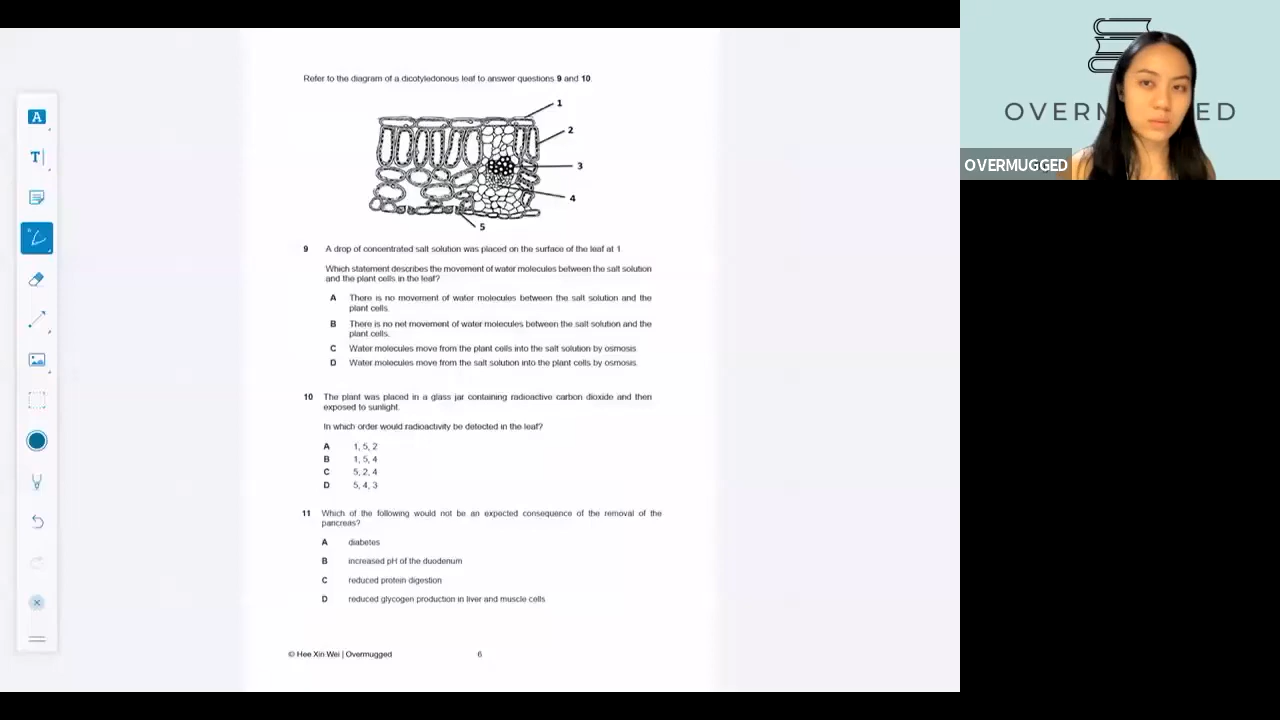 Refer to the diagram of a dicotyledonous leaf to answer questions 9 and 10.
1
2
3
4
5
9 A drop of concentrated salt solution was placed on the surface of the leaf at 1
Which statement describes the movement of water molecules between the salt solution
and the plant cells in the leaf?
A There is no movement of water molecules between the salt solution and the
plant cells.
B There is no net movement of water molecules between the salt solution and the
plant cells.
C Water molecules move from the plant cells into the salt solution by osmosis
D Water molecules move from the salt solution into the plant cells by osmosis.
10 The plant was placed in a glass jar containing radioactive carbon dioxide and then
exposed to sunlight.
In which order would radioactivity be detected in the leaf?
A 1, 5, 2
B 1, 5, 4
C 5, 2, 4
D 5, 4, 3
11 Which of the following would not be an expected consequence of the removal of the
pancreas?
A diabetes
B increased pH of the duodenum
C reduced protein digestion
D reduced glycogen production in liver and muscle cells
© Hee Xin Wei | Overmugged
6
OVERMUGGED